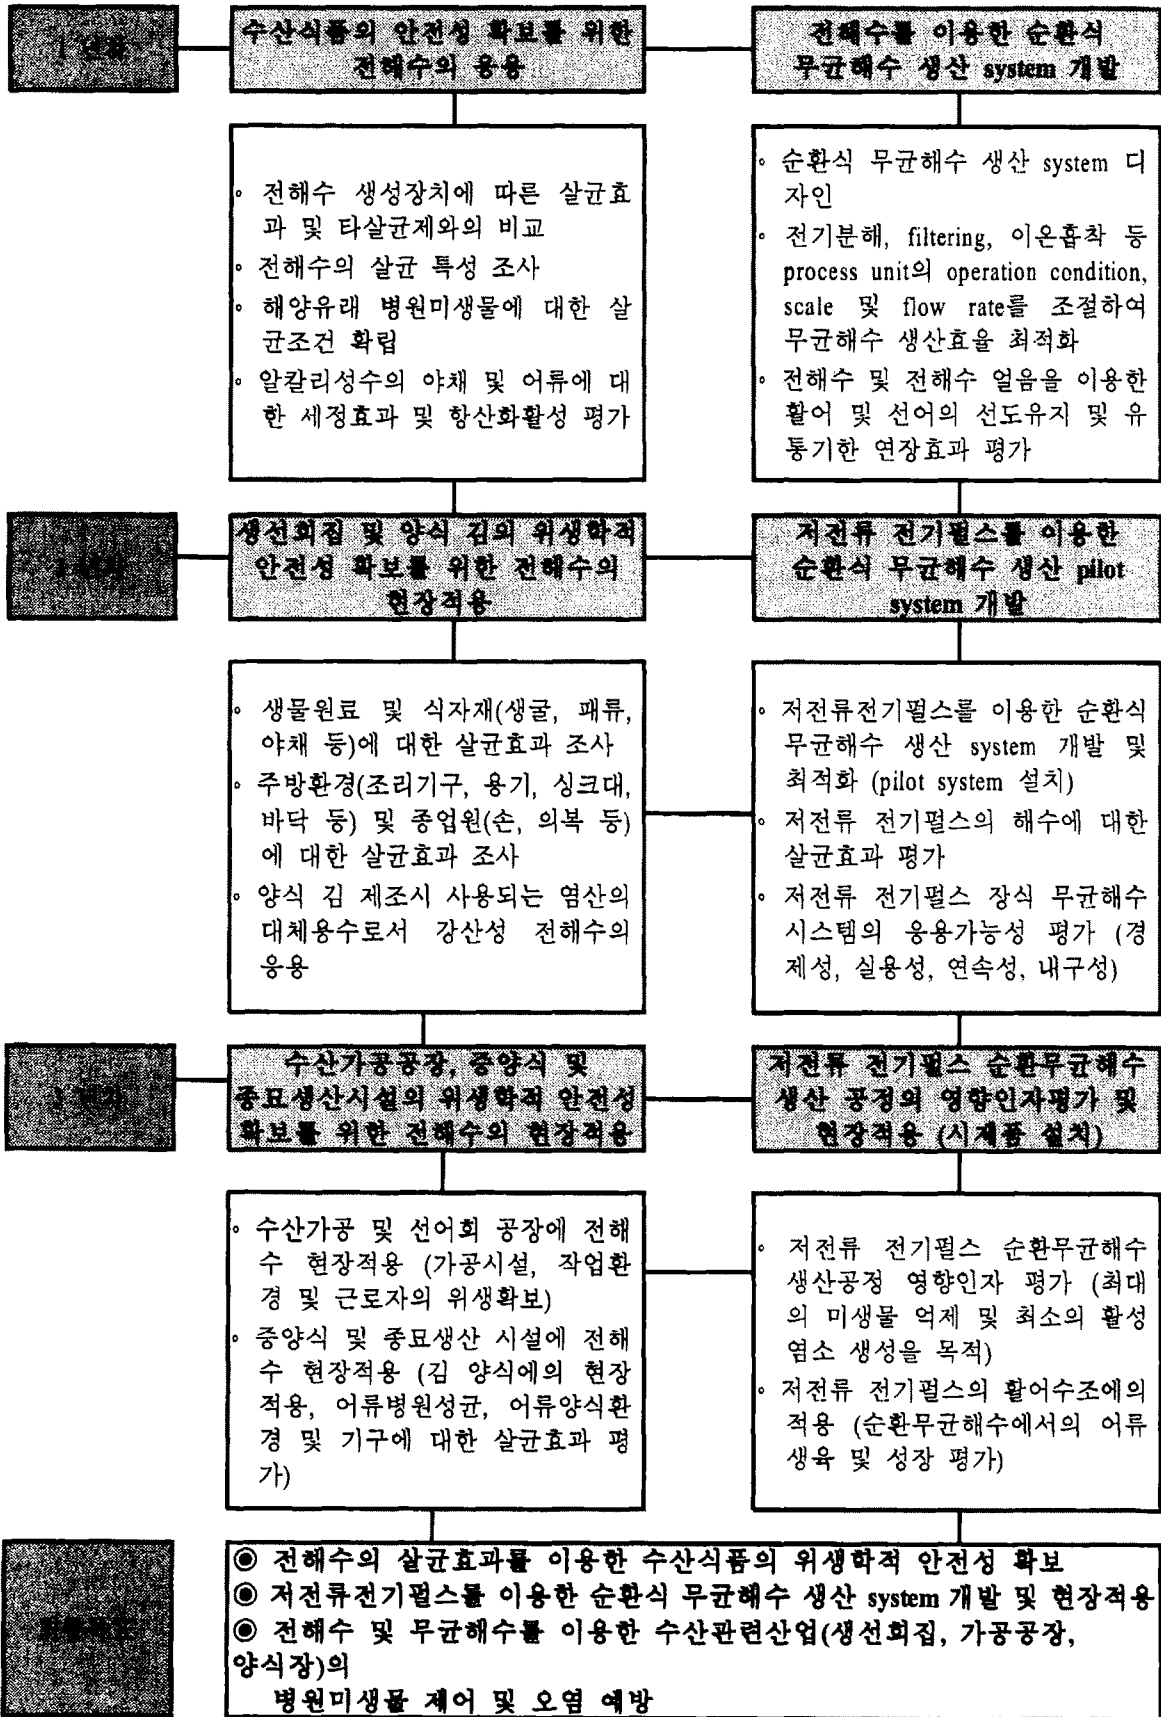 1 년차
수산식품의 안전성 확보를 위한
전해수의 응용
전해수를 이용한 순환식
무균해수 생산 system 개발
◦ 전해수 생성장치에 따른 살균효
과 및 타살균제와의 비교
◦ 전해수의 살균 특성 조사
◦ 해양유래 병원미생물에 대한 살
균조건 확립
◦ 알칼리성수의 야채 및 어류에 대
한 세정효과 및 항산화활성 평가
◦ 순환식 무균해수 생산 system 디
자인
◦ 전기분해, filtering, 이온흡착 등
process unit의 operation condition,
scale 및 flow rate를 조절하여
무균해수 생산효율 최적화
◦ 전해수 및 전해수 얼음을 이용한
활어 및 선어의 선도유지 및 유
통기한 연장효과 평가
생선회집 및 양식 김의 위생학적
안전성 확보를 위한 전해수의
현장적용
저전류 전기펄스를 이용한
순환식 무균해수 생산 pilot
system 개발
◦ 생물원료 및 식자재(생굴, 패류,
야채 등)에 대한 살균효과 조사
◦ 주방환경(조리기구, 용기, 싱크대,
바닥 등) 및 종업원(손, 의복 등)
에 대한 살균효과 조사
◦ 양식 김 제조시 사용되는 염산의
대체용수로서 강산성 전해수의
응용
◦ 저전류전기펄스를 이용한 순환식
무균해수 생산 system 개발 및
최적화 (pilot system 설치)
◦ 저전류 전기펄스의 해수에 대한
살균효과 평가
◦ 저전류 전기펄스 장식 무균해수
시스템의 응용가능성 평가 (경
제성, 실용성, 연속성, 내구성)
3 년차
수산가공공장, 중양식 및
종묘생산시설의 위생학적 안전성
확보를 위한 전해수의 현장적용
저전류 전기펄스 순환무균해수
생산 공정의 영향인자평가 및
현장적용 (시제품 설치)
◦ 수산가공 및 선어회 공장에 전해
수 현장적용 (가공시설, 작업환
경 및 근로자의 위생확보)
◦ 중양식 및 종묘생산 시설에 전해
수 현장적용 (김 양식에의 현장
적용, 어류병원성균, 어류양식환
경 및 기구에 대한 살균효과 평
가)
◦ 저전류 전기펄스 순환무균해수
생산공정 영향인자 평가 (최대
의 미생물 억제 및 최소의 활성
염소 생성을 목적)
◦ 저전류 전기펄스의 활어수조에의
적용 (순환무균해수에서의 어류
생육 및 성장 평가)
◉ 전해수의 살균효과를 이용한 수산식품의 위생학적 안전성 확보
◉ 저전류전기펄스를 이용한 순환식 무균해수 생산 system 개발 및 현장적용
◉ 전해수 및 무균해수를 이용한 수산관련산업(생선회집, 가공공장,
양식장)의
병원미생물 제어 및 오염 예방